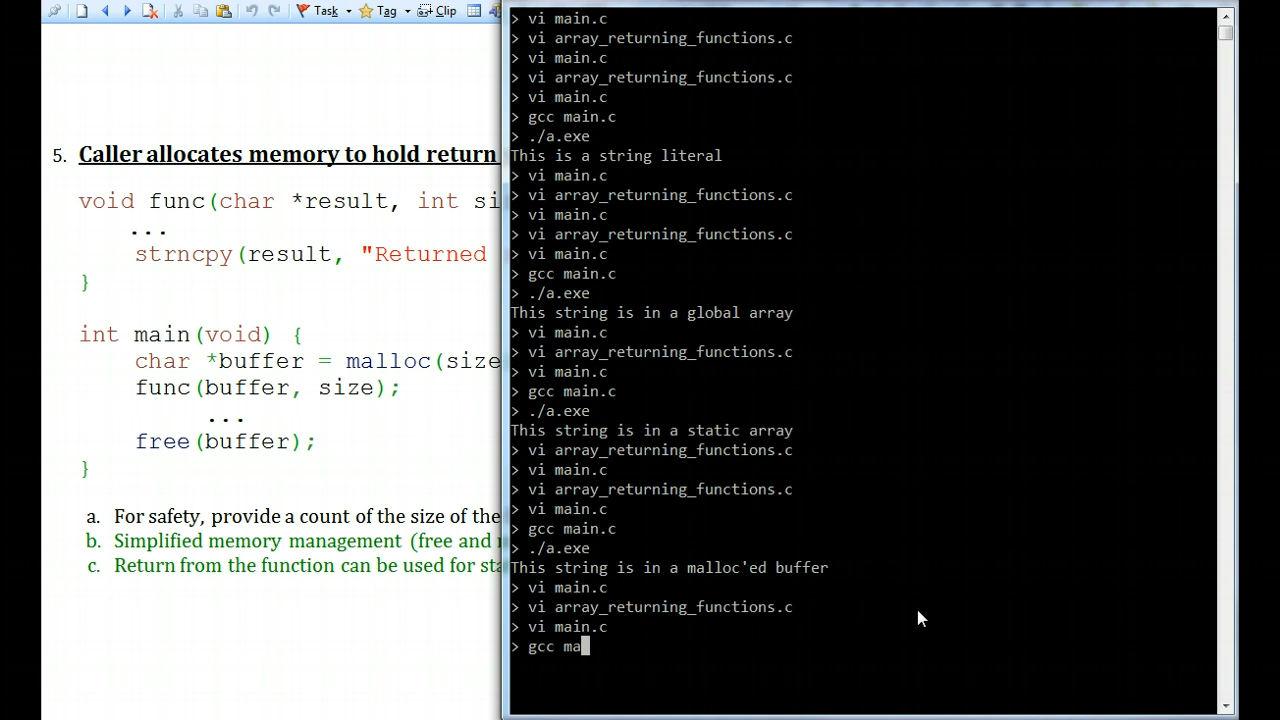 Task Tag Clip
5. Caller allocates memory to hold return
void func(char *result, int si
...
strncpy(result, "Returned
}
int main(void) {
char *buffer = malloc(size
func(buffer, size);
...
free(buffer);
}
a. For safety, provide a count of the size of the
b. Simplified memory management (free and
c. Return from the function can be used for sta
> vi main.c
> vi array_returning_functions.c
> vi main.c
> vi array_returning_functions.c
> vi main.c
> gcc main.c
> ./a.exe
This is a string literal
> vi main.c
> vi array_returning_functions.c
> vi main.c
> vi array_returning_functions.c
> vi main.c
> gcc main.c
> ./a.exe
This string is in a global array
> vi main.c
> vi array_returning_functions.c
> vi main.c
> gcc main.c
> ./a.exe
This string is in a static array
> vi array_returning_functions.c
> vi main.c
> vi array_returning_functions.c
> vi main.c
> gcc main.c
> ./a.exe
This string is in a malloc'ed buffer
> vi main.c
> vi array_returning_functions.c
> vi main.c
> gcc ma